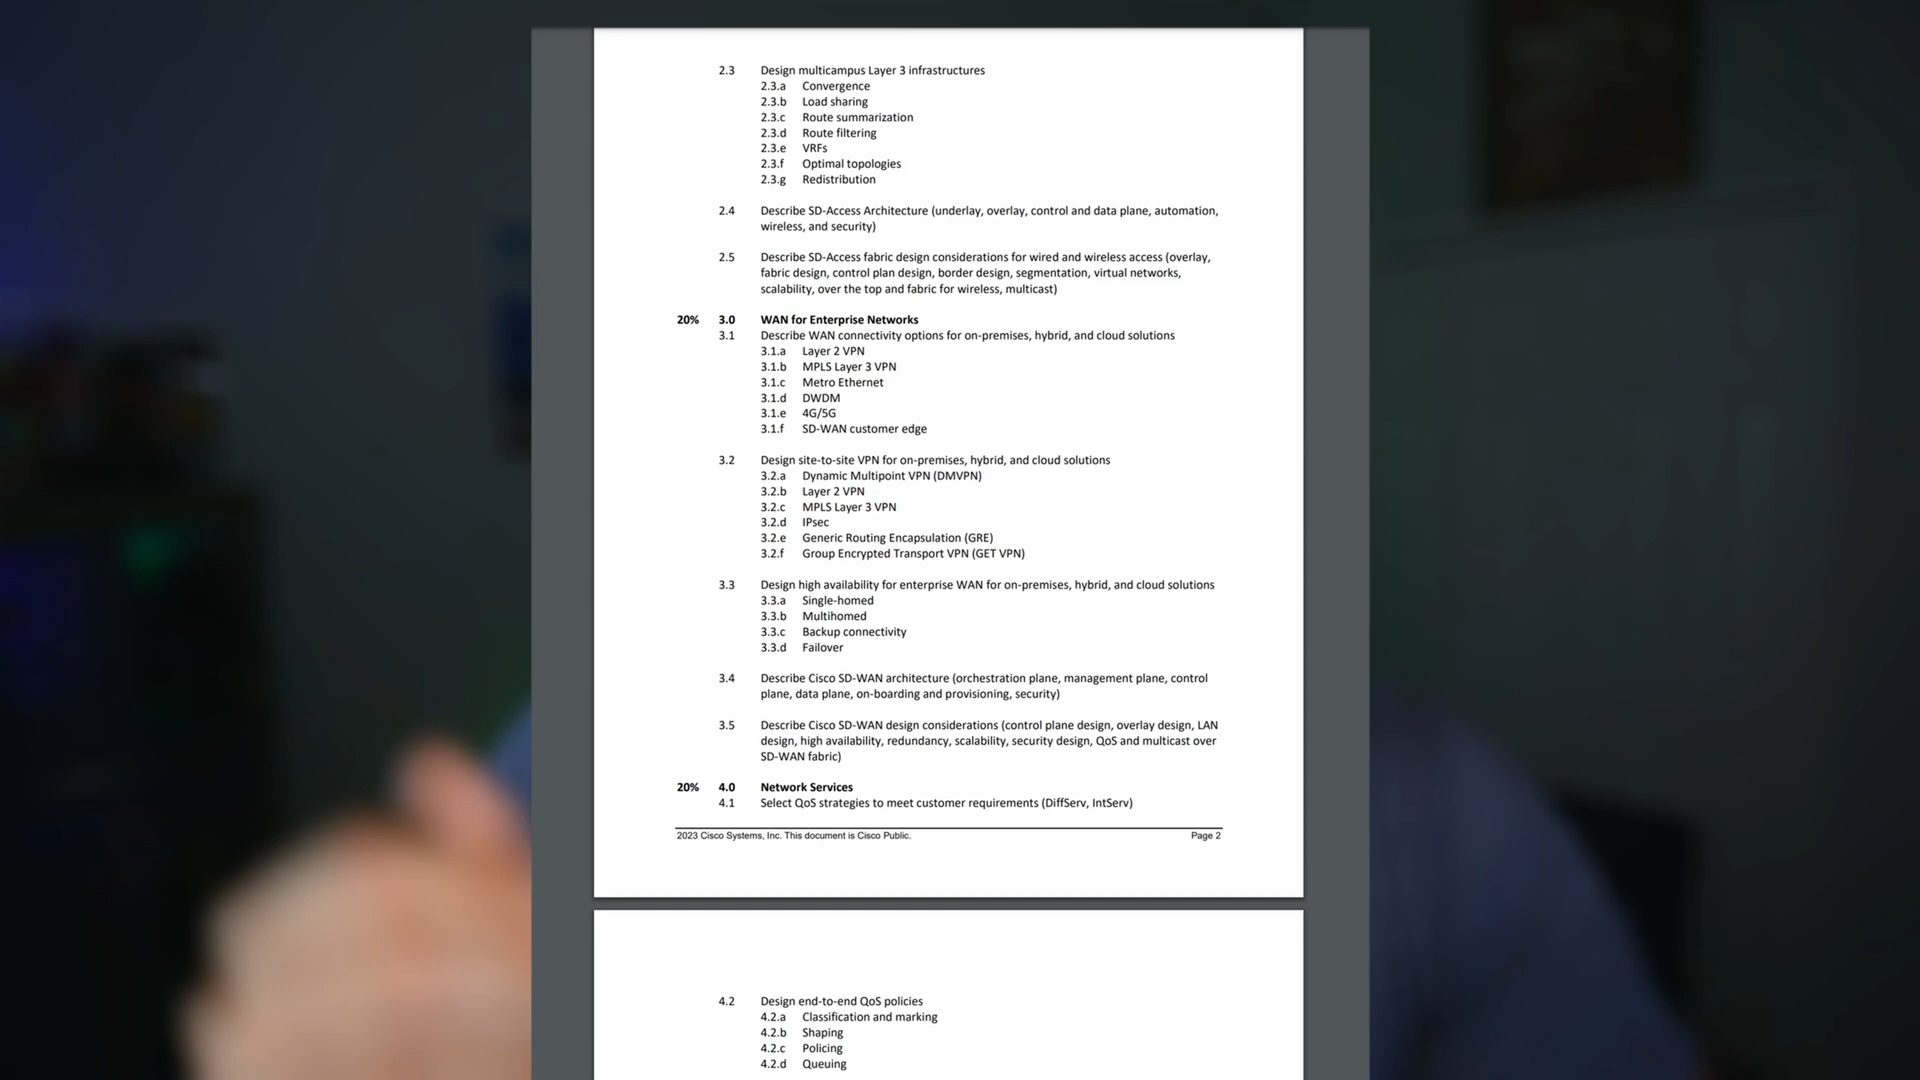 2.3 Design multicampus Layer 3 infrastructures
2.3.a Convergence
2.3.b Load sharing
2.3.c Route summarization
2.3.d Route filtering
2.3.e VRFs
2.3.f Optimal topologies
2.3.g Redistribution
2.4 Describe SD-Access Architecture (underlay, overlay, control and data plane, automation,
wireless, and security)
2.5 Describe SD-Access fabric design considerations for wired and wireless access (overlay,
fabric design, control plan design, border design, segmentation, virtual networks,
scalability, over the top and fabric for wireless, multicast)
20% 3.0 WAN for Enterprise Networks
3.1 Describe WAN connectivity options for on-premises, hybrid, and cloud solutions
3.1.a Layer 2 VPN
3.1.b MPLS Layer 3 VPN
3.1.c Metro Ethernet
3.1.d DWDM
3.1.e 4G/5G
3.1.f SD-WAN customer edge
3.2 Design site-to-site VPN for on-premises, hybrid, and cloud solutions
3.2.a Dynamic Multipoint VPN (DMVPN)
3.2.b Layer 2 VPN
3.2.c MPLS Layer 3 VPN
3.2.d IPsec
3.2.e Generic Routing Encapsulation (GRE)
3.2.f Group Encrypted Transport VPN (GET VPN)
3.3 Design high availability for enterprise WAN for on-premises, hybrid, and cloud solutions
3.3.a Single-homed
3.3.b Multihomed
3.3.c Backup connectivity
3.3.d Failover
3.4 Describe Cisco SD-WAN architecture (orchestration plane, management plane, control
plane, data plane, on-boarding and provisioning, security)
3.5 Describe Cisco SD-WAN design considerations (control plane design, overlay design, LAN
design, high availability, redundancy, scalability, security design, QoS and multicast over
SD-WAN fabric)
20% 4.0 Network Services
4.1 Select QoS strategies to meet customer requirements (DiffServ, IntServ)
2023 Cisco Systems, Inc. This document is Cisco Public. Page 2
4.2 Design end-to-end QoS policies
4.2.a Classification and marking
4.2.b Shaping
4.2.c Policing
4.2.d Queuing